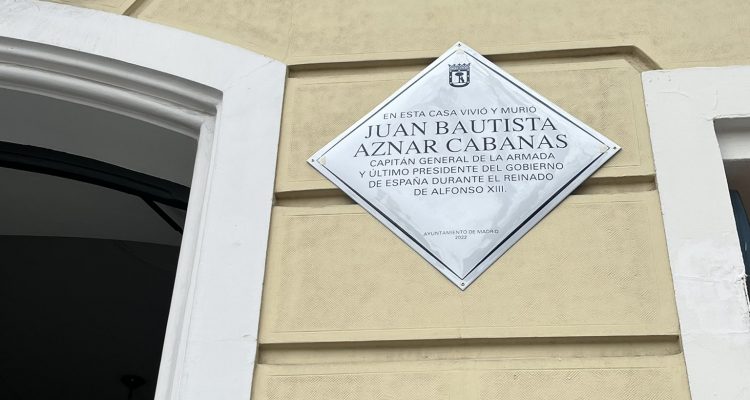 EN ESTA CASA VIVIÓ Y MURIÓ
JUAN BAUTISTA
AZNAR CABANAS
CAPITÁN GENERAL DE LA ARMADA
Y ÚLTIMO PRESIDENTE DEL GOBIERNO
DE ESPAÑA DURANTE EL REINADO
DE ALFONSO XIII.
AYUNTAMIENTO DE MADRID
2022